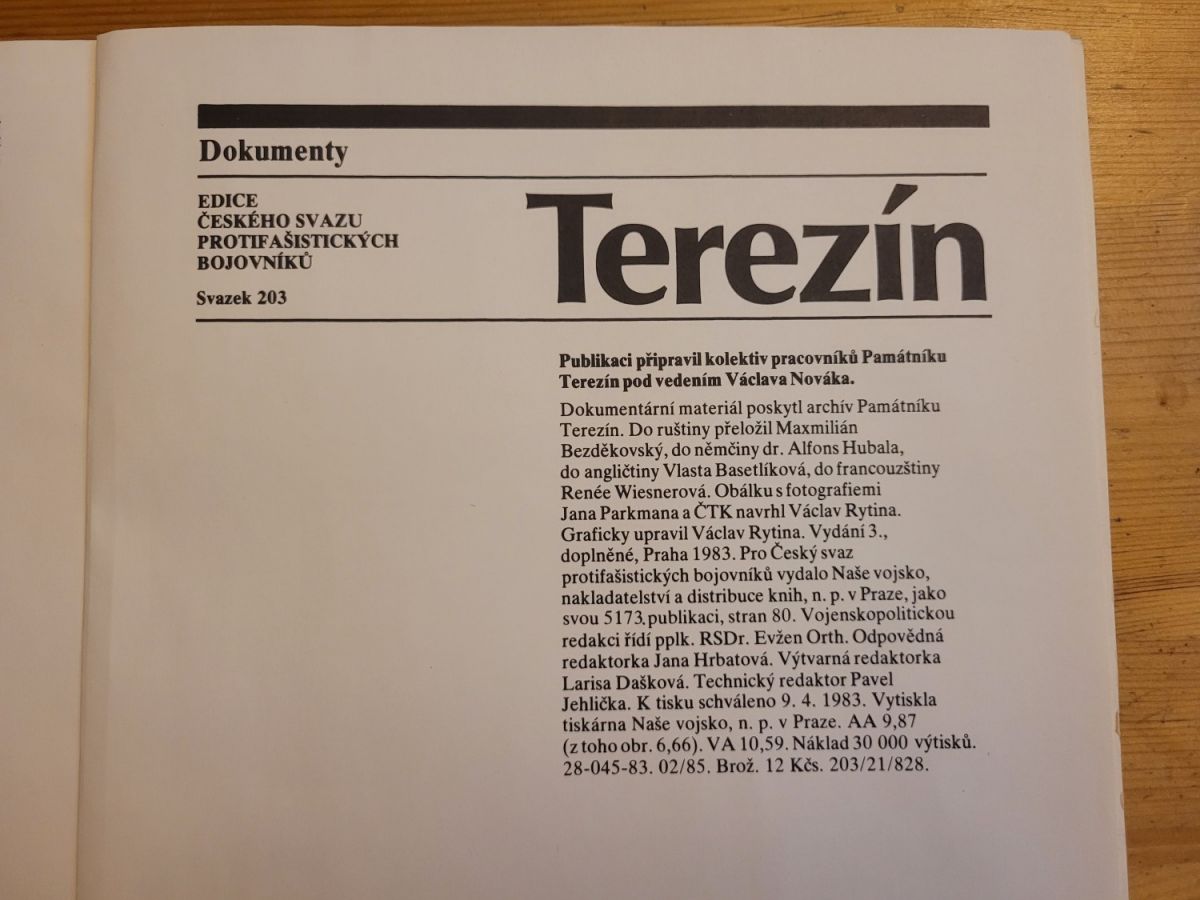 Dokumenty
EDICE
ČESKÉHO SVAZU
PROTIFAŠISTICKÝCH
BOJOVNÍKŮ
Svazek 203
Terezín
Publikaci připravil kolektiv pracovníků Památníku
Terezín pod vedením Václava Nováka.
Dokumentární materiál poskytl archív Památníku
Terezín. Do ruštiny přeložil Maxmilián
Bezděkovský, do němčiny dr. Alfons Hubala,
do angličtiny Vlasta Basetlíková, do francouzštiny
Renée Wiesnerová. Obálku s fotografiemi
Jana Parkmana a ČTK navrhl Václav Rytina.
Graficky upravil Václav Rytina. Vydání 3.,
doplněné, Praha 1983. Pro Český svaz
protifašistických bojovníků vydalo Naše vojsko,
nakladatelství a distribuce knih, n. p. v Praze, jako
svou 5173. publikaci, stran 80. Vojenskopolitickou
redakci řídí pplk. RSDr. Evžen Orth. Odpovědná
redaktorka Jana Hrbatová. Výtvarná redaktorka
Larisa Dašková. Technický redaktor Pavel
Jehlička. K tisku schváleno 9. 4. 1983. Vytiskla
tiskárna Naše vojsko, n. p. v Praze. AA 9,87
(z toho obr. 6,66). VA 10,59. Náklad 30 000 výtisků.
28-045-83. 02/85. Brož. 12 Kčs. 203/21/828.